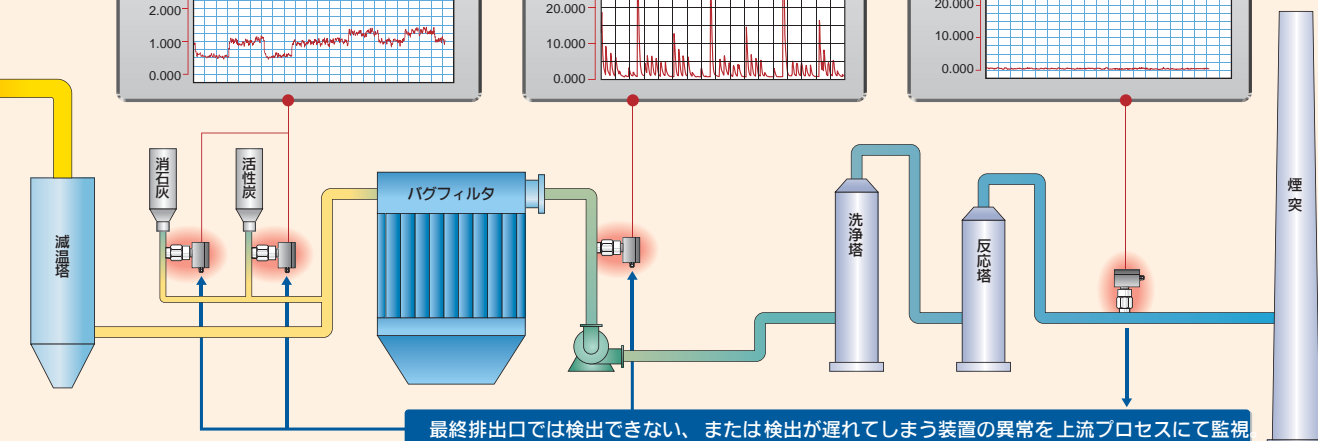 2.000
1.000
0.000
20.000
10.000
0.000
20.000
10.000
0.000
消石灰
活性炭
減温塔
バグフィルタ
洗浄塔
反応塔
煙突
最終排出口では検出できない、または検出が遅れてしまう装置の異常を上流プロセスにて監視